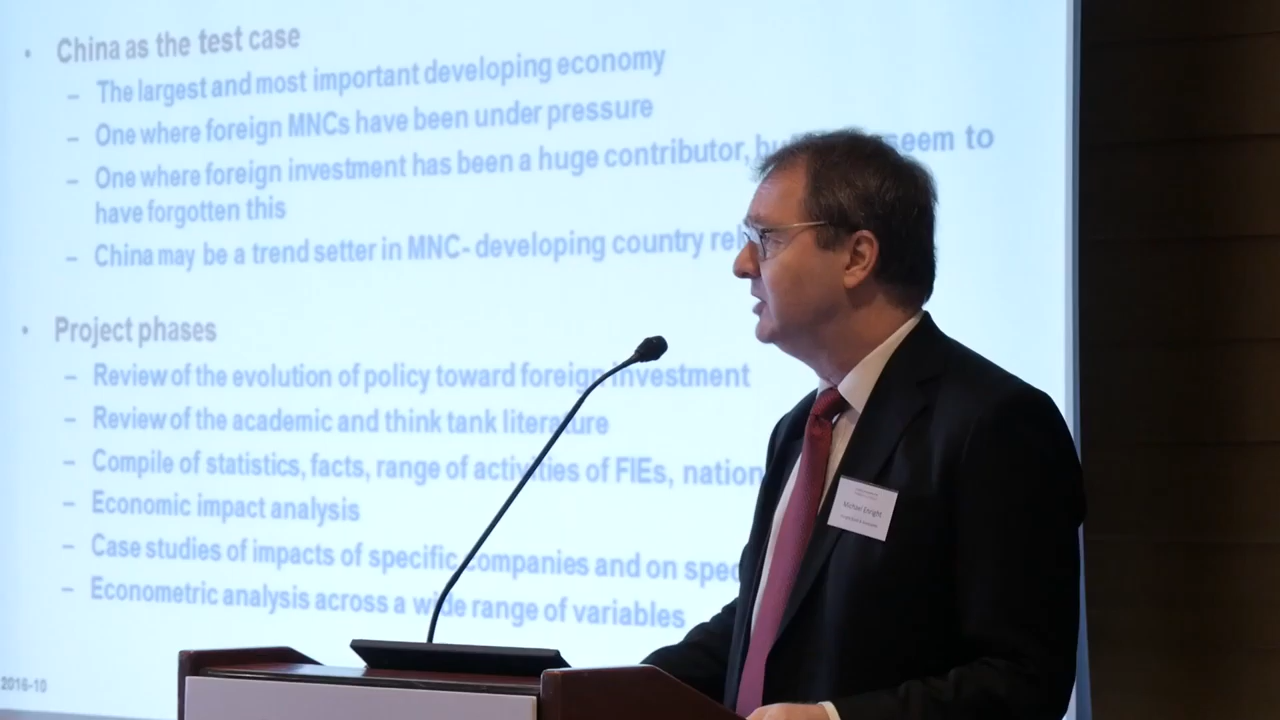 • China as the test case
– The largest and most important developing economy
– One where foreign MNCs have been under pressure
– One where foreign investment has been a huge contributor, seem to
have forgotten this
– China may be a trend setter in MNC- developing country
• Project phases
– Review of the evolution of policy toward foreign investment
– Review of the academic and think tank literature
– Compile of statistics, facts, range of activities of FIEs,
– Economic impact analysis
– Case studies of impacts of specific companies and on
– Econometric analysis across a wide range of variables
2016-10
Michael Enright